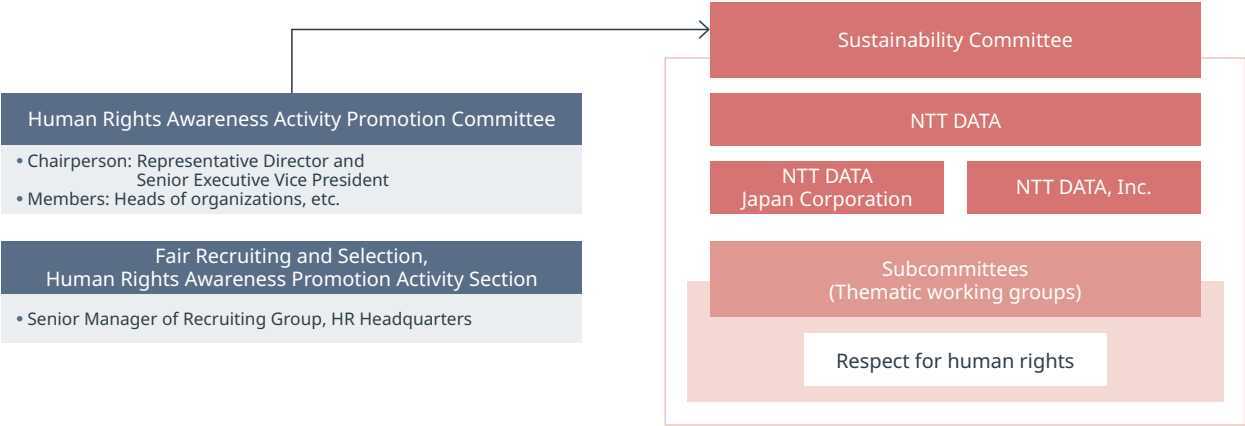 Human Rights Awareness Activity Promotion Committee
• Chairperson: Representative Director and
Senior Executive Vice President
• Members: Heads of organizations, etc.
Fair Recruiting and Selection,
Human Rights Awareness Promotion Activity Section
• Senior Manager of Recruiting Group, HR Headquarters
Sustainability Committee
NTT DATA
NTT DATA
Japan Corporation
NTT DATA, Inc.
Subcommittees
(Thematic working groups)
Respect for human rights